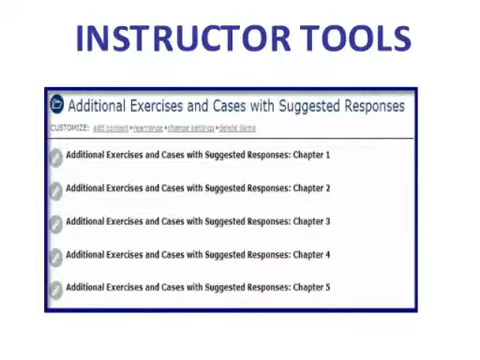 INSTRUCTOR TOOLS
Additional Exercises and Cases with Suggested Responses
CUSTOMIZE: add content•rearrange•change settings•delete items
Additional Exercises and Cases with Suggested Responses: Chapter 1
Additional Exercises and Cases with Suggested Responses: Chapter 2
Additional Exercises and Cases with Suggested Responses: Chapter 3
Additional Exercises and Cases with Suggested Responses: Chapter 4
Additional Exercises and Cases with Suggested Responses: Chapter 5